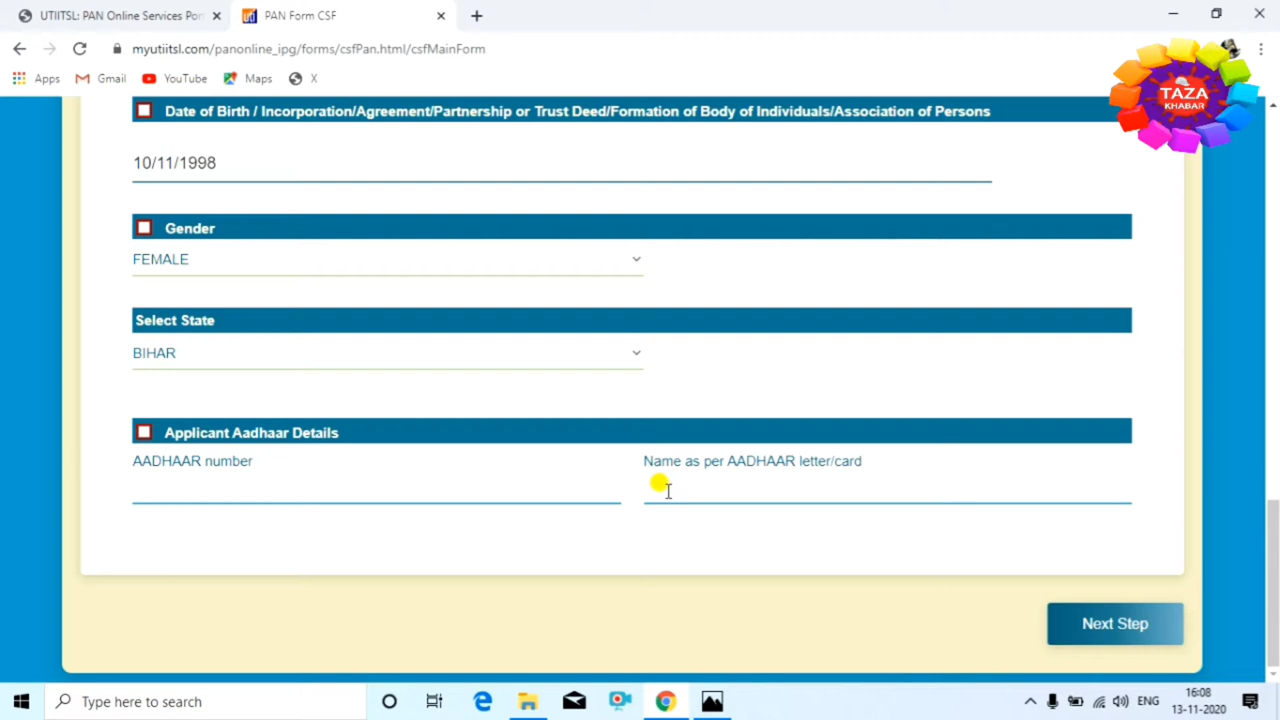 UTIITSL: PAN Online Services Por
PAN Form CSF
myutiitsl.com/panonline_ipg/forms/csfPan.html/csfMainForm
Apps Gmail YouTube Maps X
TAZA
KHABAR
Date of Birth / Incorporation/Agreement/Partnership or Trust Deed/Formation of Body of Individuals/Association of Persons
10/11/1998
Gender
FEMALE
Select State
BIHAR
Applicant Aadhaar Details
AADHAAR number Name as per AADHAAR letter/card
Next Step
Type here to search
ENG
16:08
13-11-2020